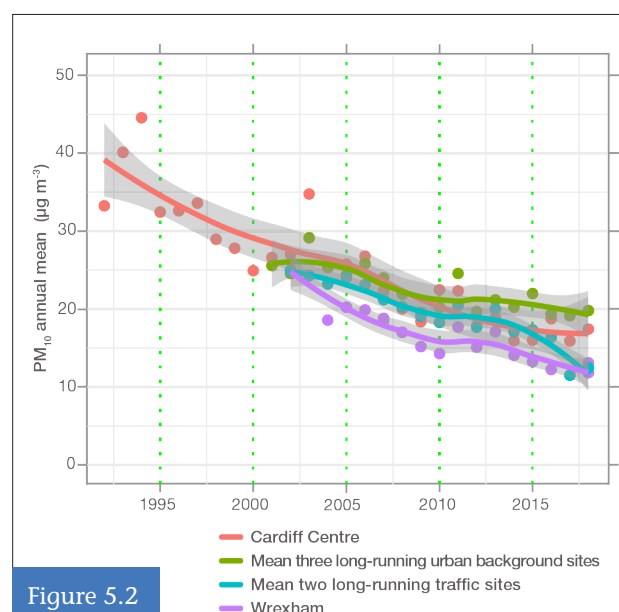 50
40
30
20
10
0
PM10 annual mean (µg m-3)
1995 2000 2005 2010 2015
Cardiff Centre
Mean three long-running urban background sites
Mean two long-running traffic sites
Wrexham
Figure 5.2